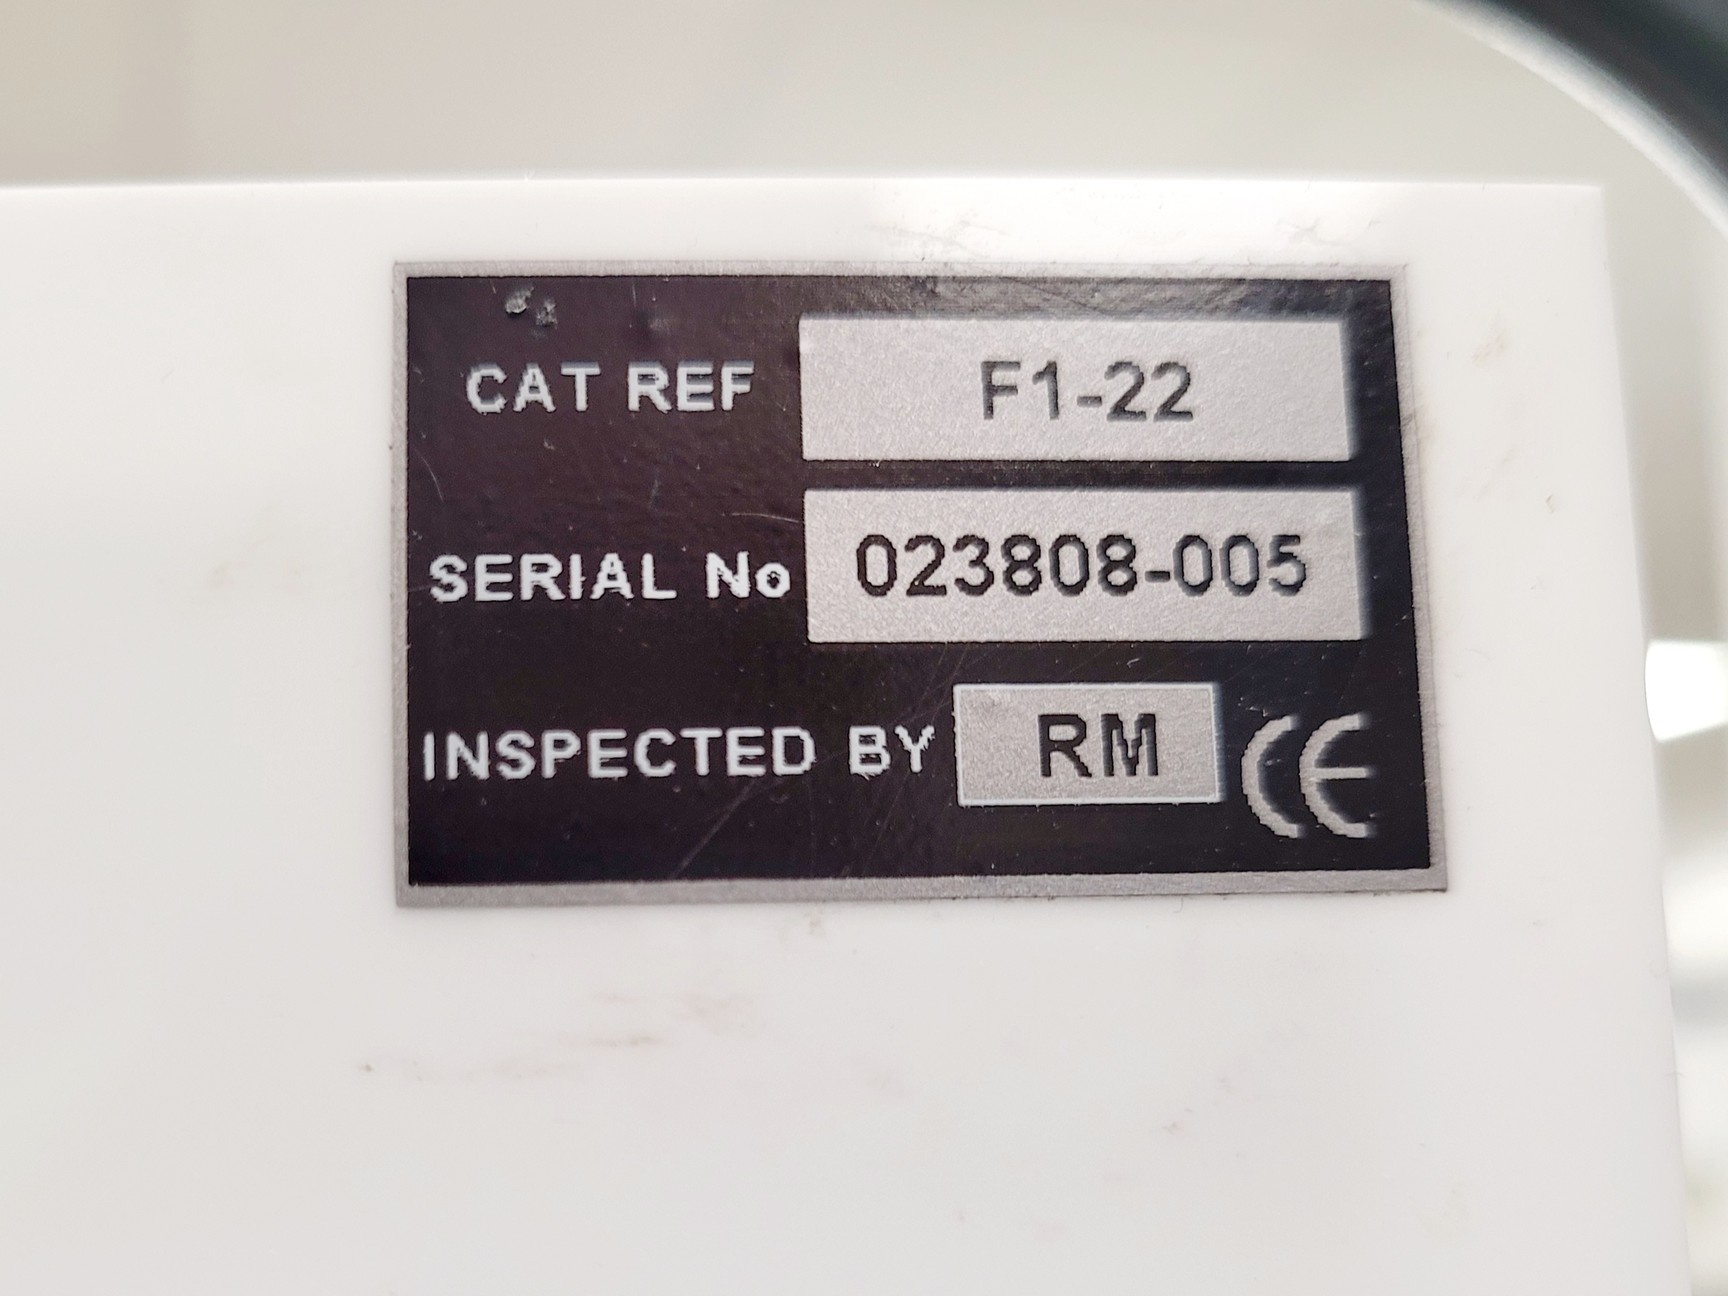 CAT REF F1-22
SERIAL No 023808-005
INSPECTED BY RM CE